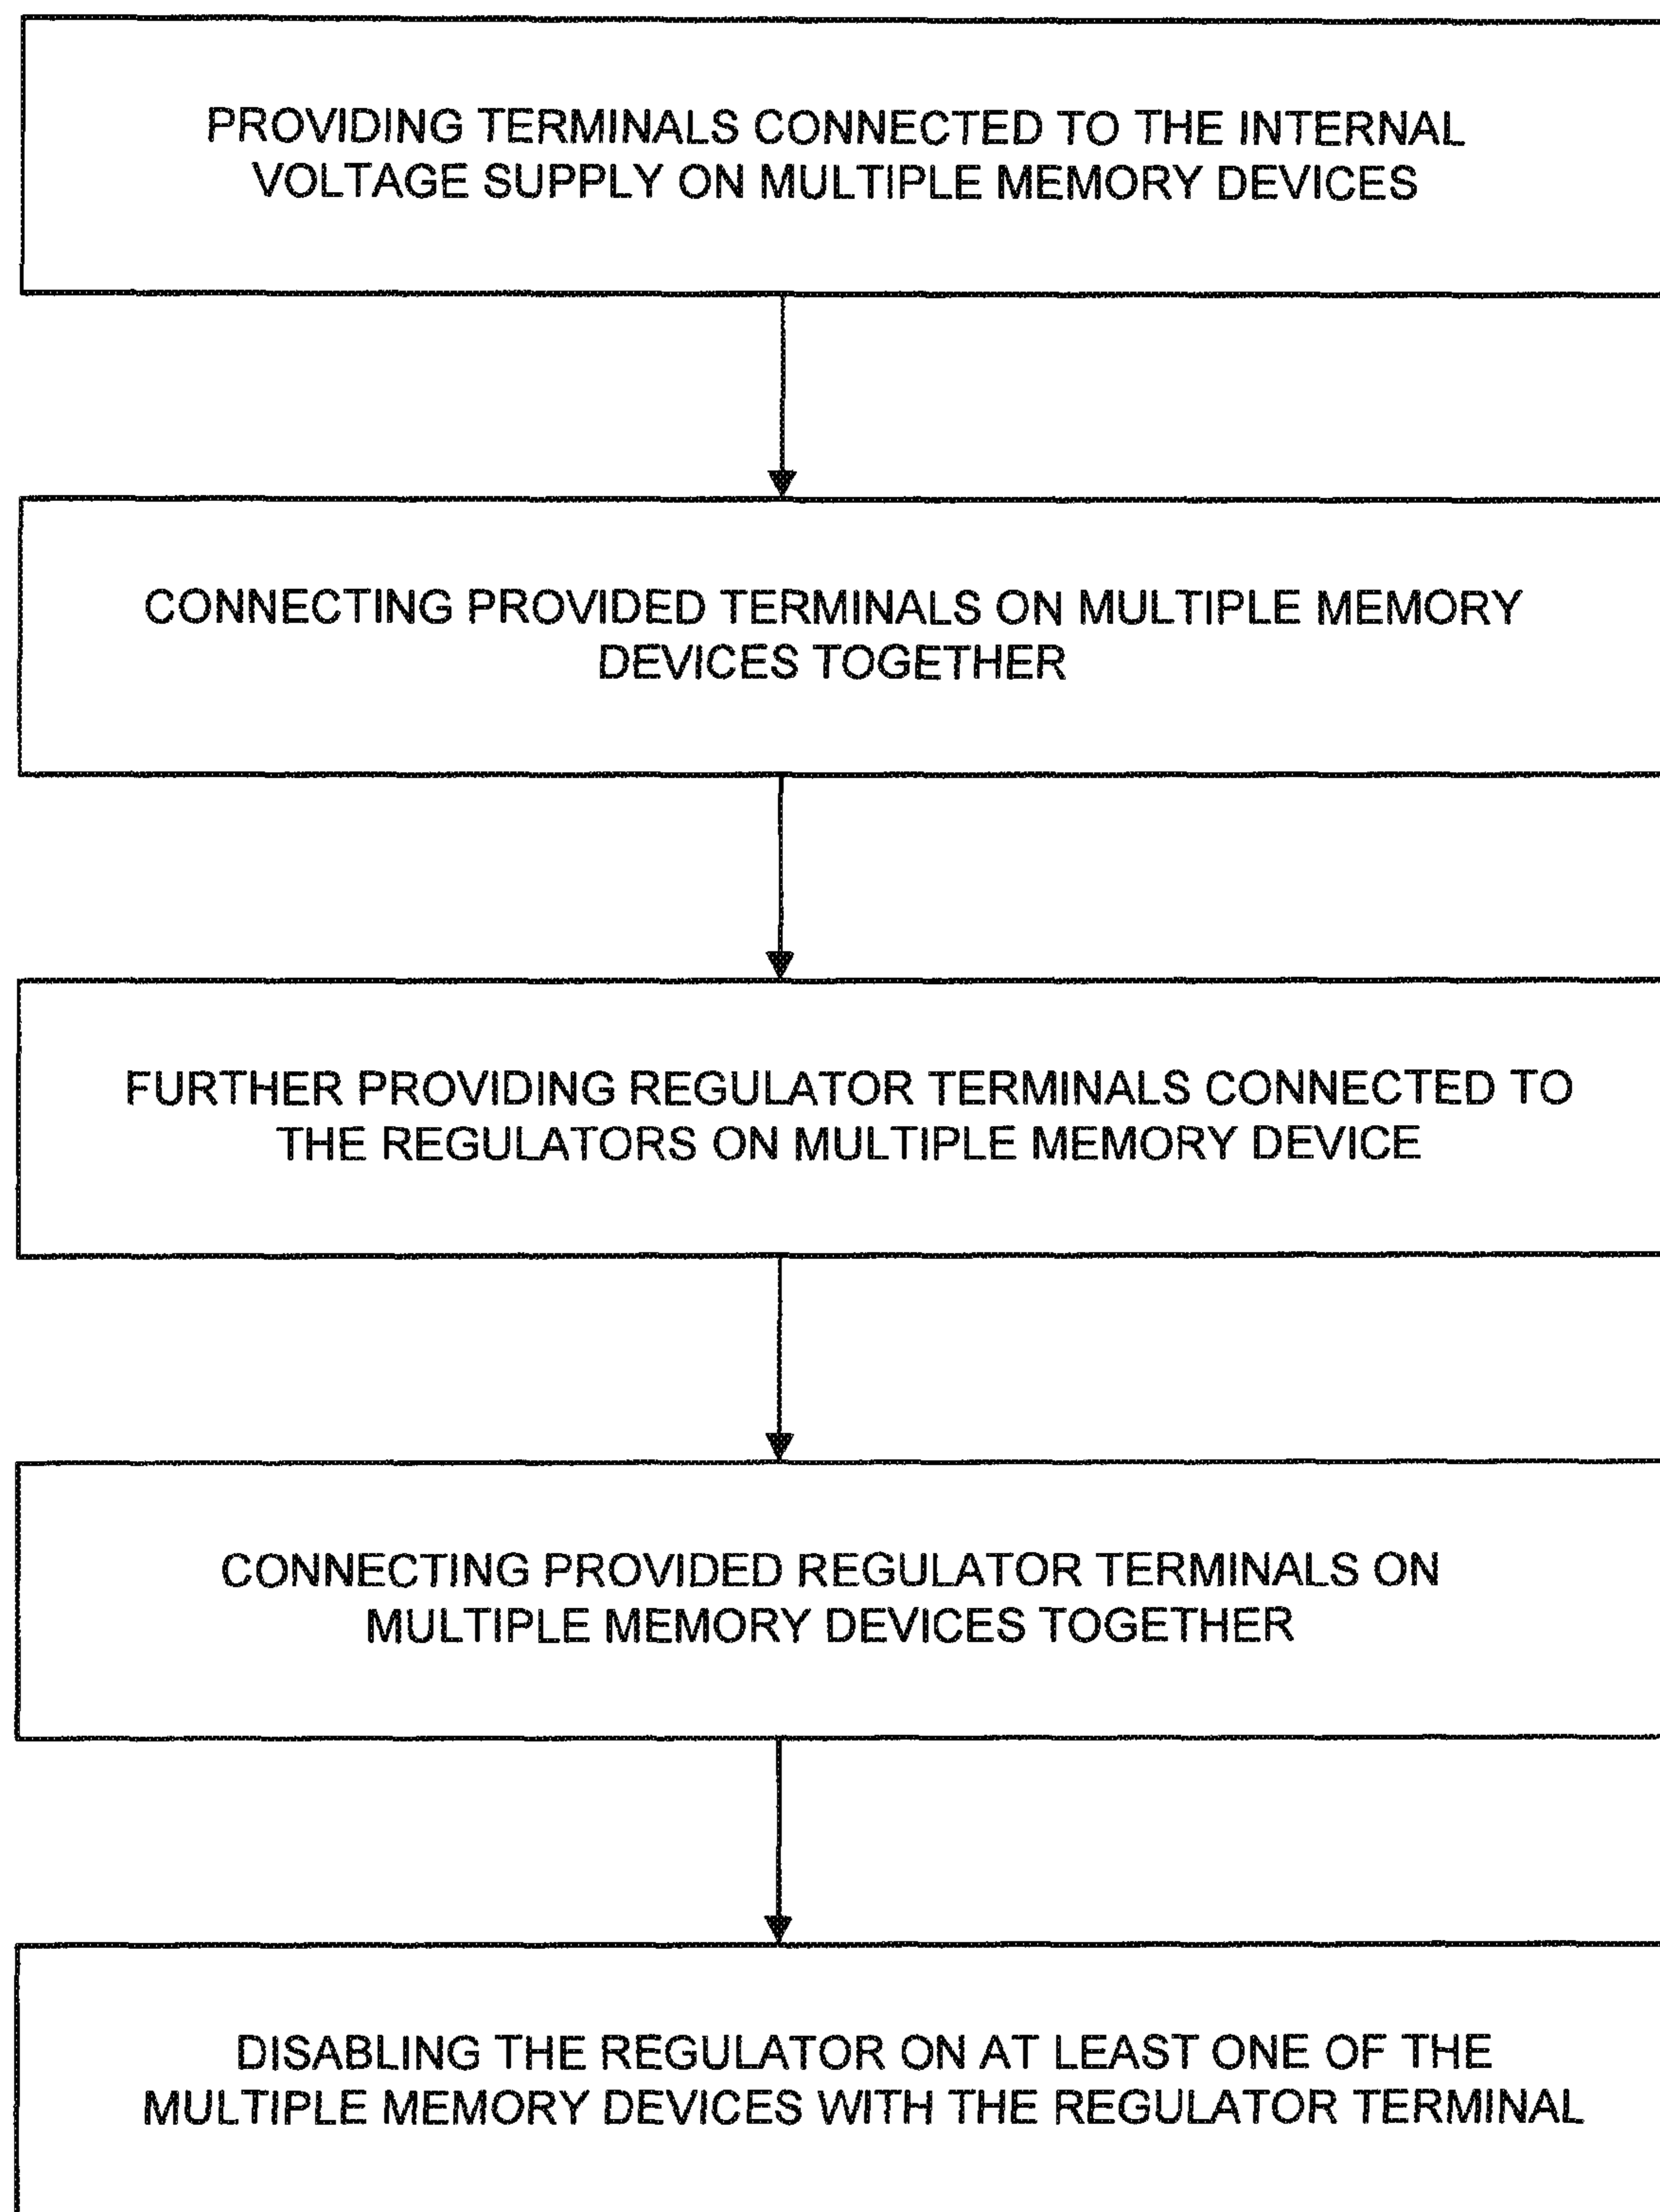 PROVIDING TERMINALS CONNECTED TO THE INTERNAL
VOLTAGE SUPPLY ON MULTIPLE MEMORY DEVICES
CONNECTING PROVIDED TERMINALS ON MULTIPLE MEMORY
DEVICES TOGETHER
FURTHER PROVIDING REGULATOR TERMINALS CONNECTED TO
THE REGULATORS ON MULTIPLE MEMORY DEVICE
CONNECTING PROVIDED REGULATOR TERMINALS ON
MULTIPLE MEMORY DEVICES TOGETHER
DISABLING THE REGULATOR ON AT LEAST ONE OF THE
MULTIPLE MEMORY DEVICES WITH THE REGULATOR TERMINAL